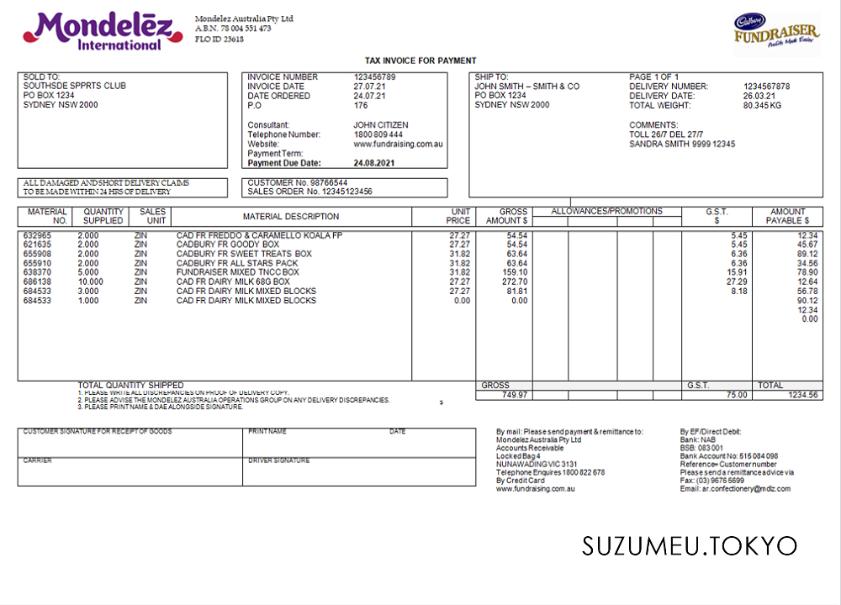 Mondelēz
International
Mondelez Australia Pty Ltd
A.B.N. 78 004 551 473
FLO ID 23618
Cadbury
FUNDRAISER
TAX INVOICE FOR PAYMENT
SOLD TO:
SOUTHSDE SPPRTS CLUB
PO BOX 1234
SYDNEY NSW 2000
INVOICE NUMBER 123456789
INVOICE DATE 27.07.21
DATE ORDERED 24.07.21
P.O 176
Consultant: JOHN CITIZEN
Telephone Number: 1800 809 444
Website: www.fundraising.com.au
Payment Term:
Payment Due Date: 24.08.2021
SHIP TO:
JOHN SMITH – SMITH & CO
PO BOX 1234
SYDNEY NSW 2000
PAGE 1 OF 1
DELIVERY NUMBER: 1234567878
DELIVERY DATE: 26.03.21
TOTAL WEIGHT: 80.345 KG
COMMENTS:
TOLL 26/7 DEL 27/7
SANDRA SMITH 9999 12345
ALL DAMAGED AND SHORT DELIVERY CLAIMS
TO BE MADE WITHIN 24 HRS OF DELIVERY
CUSTOMER No. 98766544
SALES ORDER No. 12345123456
MATERIAL NO. QUANTITY SUPPLIED SALES UNIT MATERIAL DESCRIPTION UNIT PRICE GROSS AMOUNT $ ALLOWANCES/PROMOTIONS G.S.T. $ AMOUNT PAYABLE $
632965 2.000 ZIN CAD FR FREDDO & CARAMELLO KOALA FP 27.27 54.54 5.45 12.34
621635 2.000 ZIN CADBURY FR GOODY BOX 27.27 54.54 5.45 45.67
655908 2.000 ZIN CADBURY FR SWEET TREATS BOX 31.82 63.64 6.36 89.12
655910 2.000 ZIN CADBURY FR ALL STARS PACK 31.82 63.64 6.36 34.56
638370 5.000 ZIN FUNDRAISER MIXED TNCC BOX 31.82 159.10 15.91 78.90
686138 10.000 ZIN CAD FR DAIRY MILK 68G BOX 27.27 272.70 27.29 12.64
684533 3.000 ZIN CAD FR DAIRY MILK MIXED BLOCKS 27.27 81.81 8.18 56.78
684533 1.000 ZIN CAD FR DAIRY MILK MIXED BLOCKS 0.00 0.00 90.12
12.34
0.00
TOTAL QUANTITY SHIPPED GROSS G.S.T. TOTAL
749.97 75.00 1234.56
1. PLEASE WRITE ALL DISCREPANCIES ON PROOF OF DELIVERY COPY.
2. PLEASE ADVISE THE MONDELEZ AUSTRALIA OPERATIONS GROUP ON ANY DELIVERY DISCREPANCIES. $
3. PLEASE PRINT NAME & DAE ALONGSIDE SIGNATURE.
CUSTOMER SIGNATURE FOR RECEIPT OF GOODS PRINT NAME DATE
CARRIER DRIVER SIGNATURE
By mail: Please send payment & remittance to:
Mondelez Australia Pty Ltd
Accounts Receivable
Locked Bag 4
NUNAWADING VIC 3131
Telephone Enquires 1800 822 678
By Credit Card
www.fundraising.com.au
By EF/Direct Debit:
Bank: NAB
BSB: 083 001
Bank Account No: 515 084 098
Reference= Customer number
Please send a remittance advice via
Fax: (03) 9676 5699
Email: ar.confectionery@mdlz.com
SUZUMEU.TOKYO